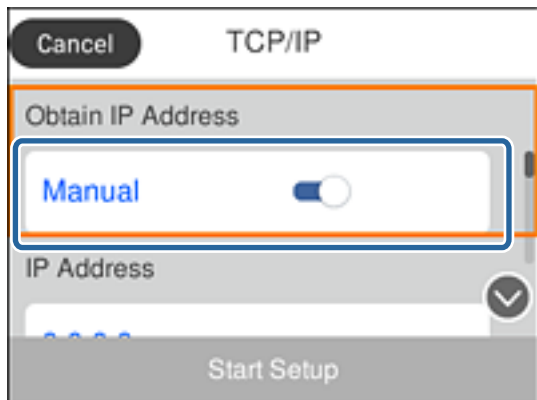 Cancel
TCP/IP
Obtain IP Address
Manual
IP Address
Start Setup